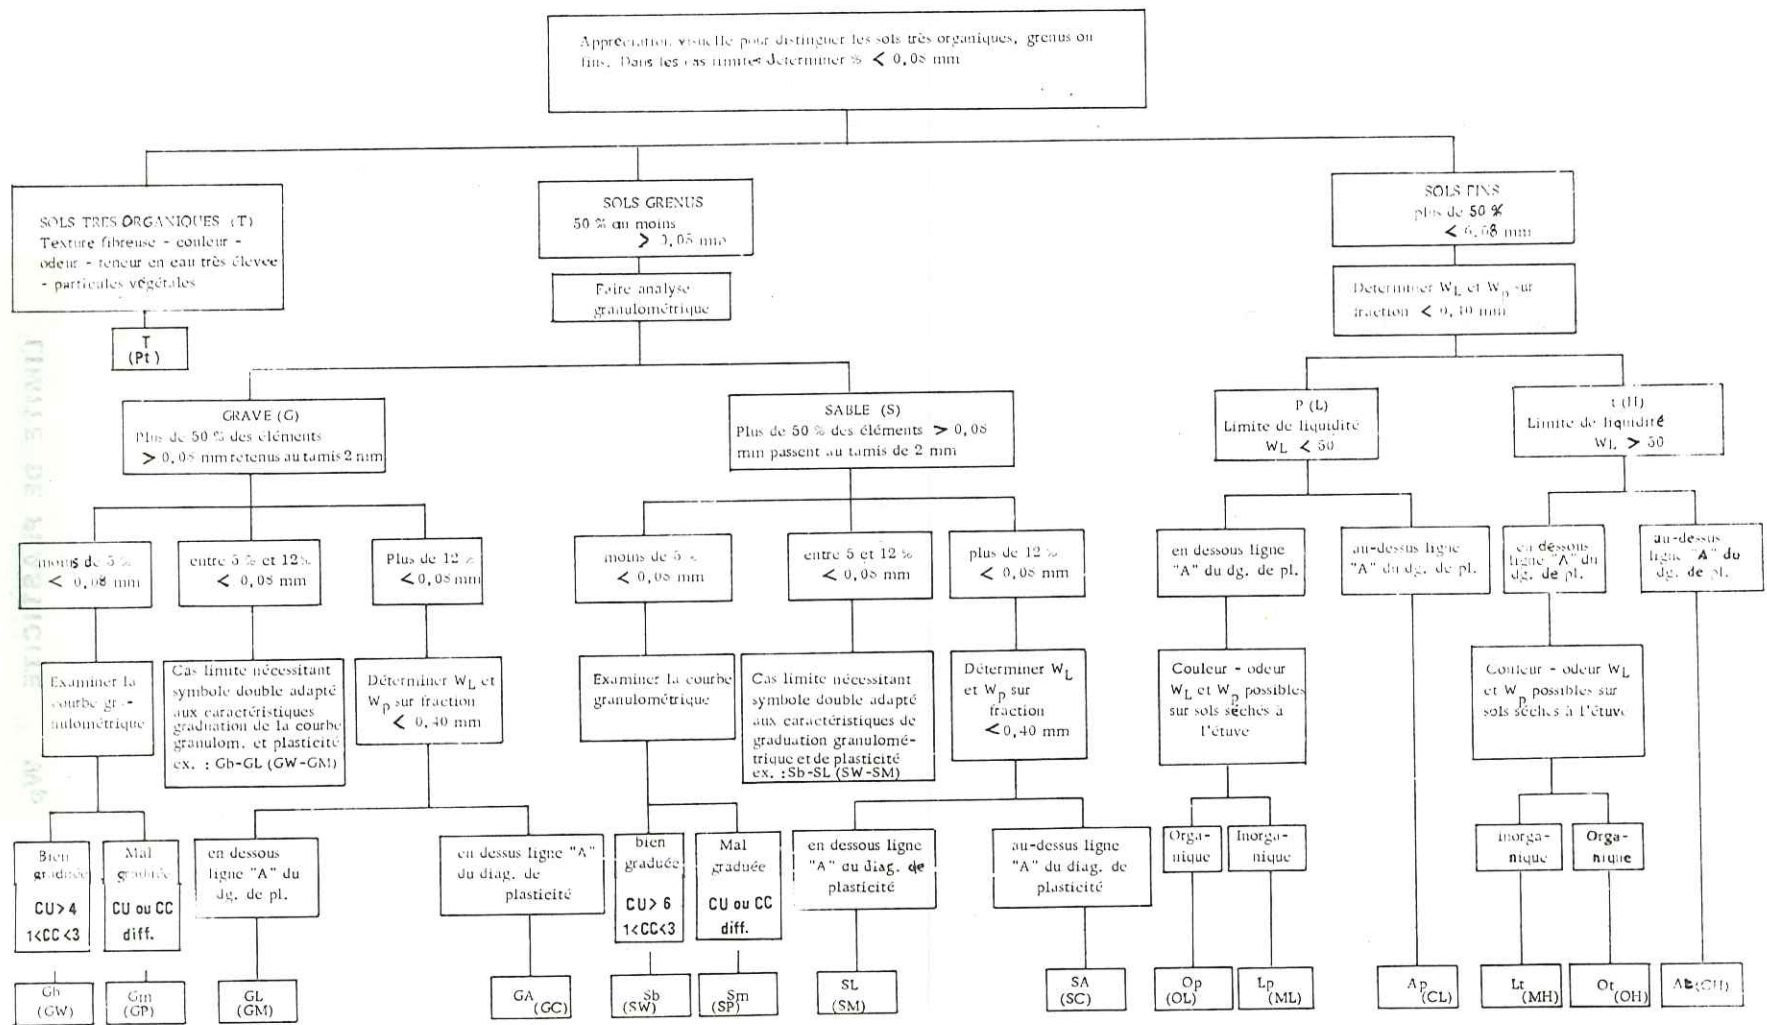 Appréciation visuelle pour distinguer les sols très organiques, grenus ou
fins. Dans les cas limites déterminer % < 0,08 mm
SOLS TRES ORGANIQUES (T)
Texture fibreuse - couleur -
odeur - teneur en eau très élevée
- particules végétales
T
(Pt)
SOLS GRENUS
50 % au moins
> 0,08 mm
Faire analyse
granulométrique
SOLS FINS
plus de 50 %
< 0,08 mm
Déterminer WL et Wp sur
fraction < 0,40 mm
GRAVE (G)
Plus de 50 % des éléments
> 0,08 mm retenus au tamis 2 mm
SABLE (S)
Plus de 50 % des éléments > 0,08
mm passent au tamis de 2 mm
P (L)
Limite de liquidité
WL < 50
t (H)
Limite de liquidité
WL > 50
moins de 5 %
< 0,08 mm
entre 5 % et 12%
< 0,08 mm
Plus de 12 %
< 0,08 mm
moins de 5 %
< 0,08 mm
entre 5 et 12 %
< 0,08 mm
plus de 12 %
< 0,08 mm
en dessous ligne
"A" du dg. de pl.
au-dessus ligne
"A" du dg. de pl.
en dessous
ligne "A" du
dg. de pl.
au-dessus
ligne "A" du
dg. de pl.
Examiner la
courbe gra-
nulométrique
Cas limite nécessitant
symbole double adapté
aux caractéristiques
graduation de la courbe
granulom. et plasticité
ex. : Gb-GL (GW-GM)
Déterminer WL et
Wp sur fraction
< 0,40 mm
Examiner la courbe
granulométrique
Cas limite nécessitant
symbole double adapté
aux caractéristiques de
graduation granulomé-
trique et de plasticité
ex. : Sb-SL (SW-SM)
Déterminer WL
et Wp sur
fraction
< 0,40 mm
Couleur - odeur
WL et Wp possibles
sur sols séchés à
l'étuve
Couleur - odeur WL
et Wp possibles sur
sols séchés à l'étuve
Bien
graduée
CU > 4
1<CC<3
Mal
graduée
CU ou CC
diff.
en dessous
ligne "A" du
dg. de pl.
en dessus ligne "A"
du diag. de
plasticité
bien
graduée
CU > 6
1<CC<3
Mal
graduée
CU ou CC
diff.
en dessous ligne
"A" du diag. de
plasticité
au-dessus ligne
"A" du diag. de
plasticité
Orga-
nique
Inorga-
nique
inorga-
nique
Orga-
nique
Gb
(GW)
Gm
(GP)
GL
(GM)
GA
(GC)
Sb
(SW)
Sm
(SP)
SL
(SM)
SA
(SC)
Op
(OL)
Lp
(ML)
Ap
(CL)
Lt
(MH)
Ot
(OH)
At (CH)